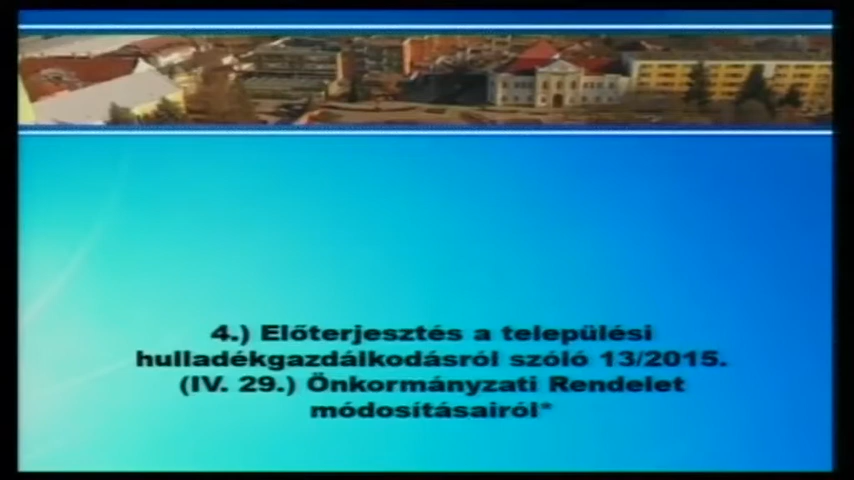 4.) Előterjesztés a települési
hulladékgazdálkodásról szóló 13/2015.
(IV. 29.) Önkormányzati Rendelet
módosításairól*